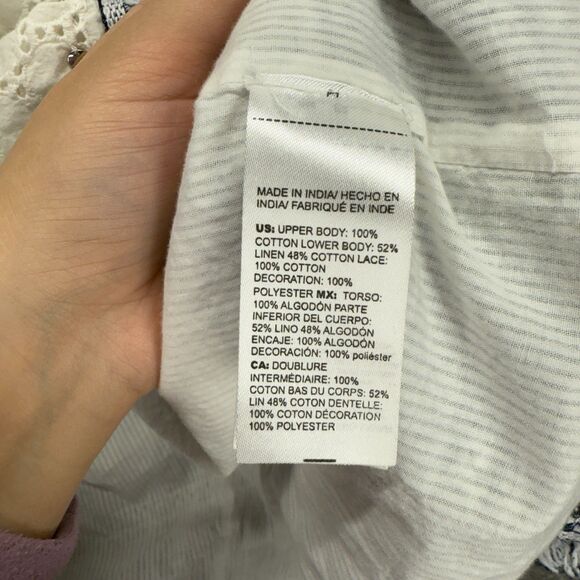 MADE IN INDIA/ HECHO EN
INDIA/ FABRIQUÉ EN INDE
US: UPPER BODY: 100%
COTTON LOWER BODY: 52%
LINEN 48% COTTON LACE:
100% COTTON
DECORATION: 100%
POLYESTER MX: TORSO:
100% ALGODÓN PARTE
INFERIOR DEL CUERPO:
52% LINO 48% ALGODÓN
ENCAJE: 100% ALGODÓN
DECORACIÓN: 100% poliéster
CA: DOUBLURE
INTERMÉDIAIRE: 100%
COTON BAS DU CORPS: 52%
LIN 48% COTON DENTELLE:
100% COTON DÉCORATION
100% POLYESTER